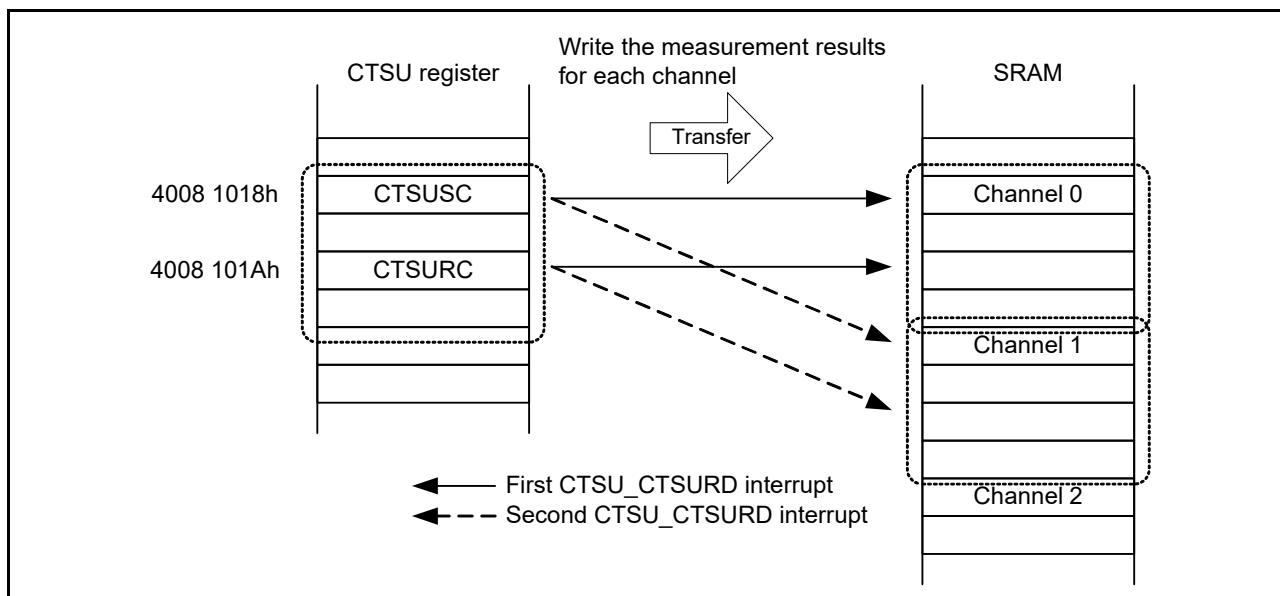 Write the measurement results
for each channel
CTSU register
SRAM
Transfer
4008 1018h
CTSUSC
Channel 0
4008 101Ah
CTSURC
Channel 1
First CTSU_CTSURD interrupt
Channel 2
Second CTSU_CTSURD interrupt